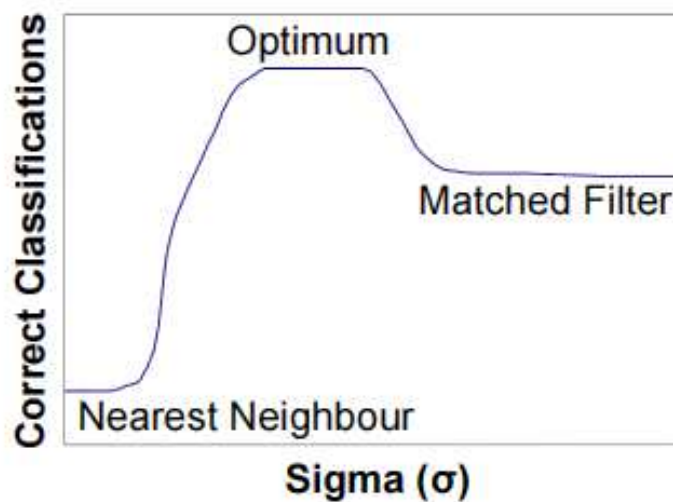 Optimum
Correct Classifications
Matched Filter
Nearest Neighbour
Sigma (σ)